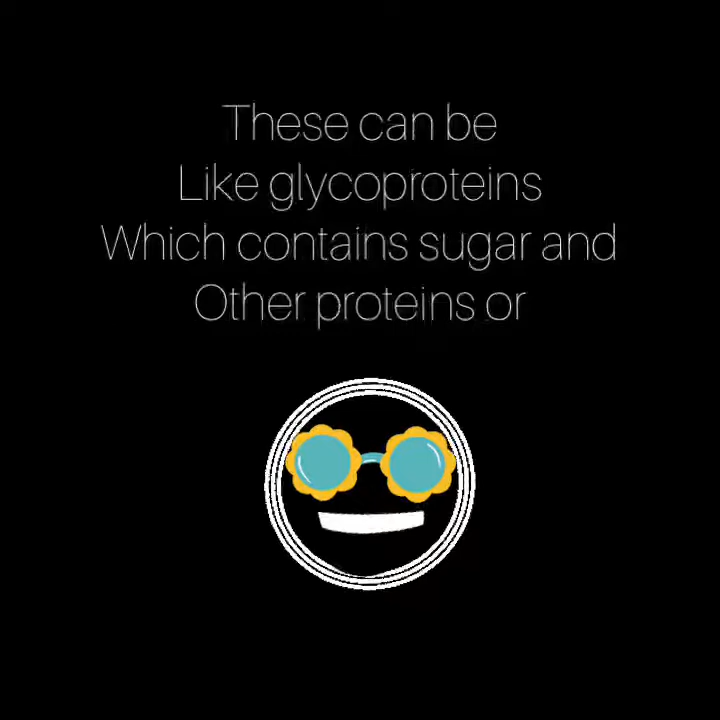 These can be
Like glycoproteins
Which contains sugar and
Other proteins or